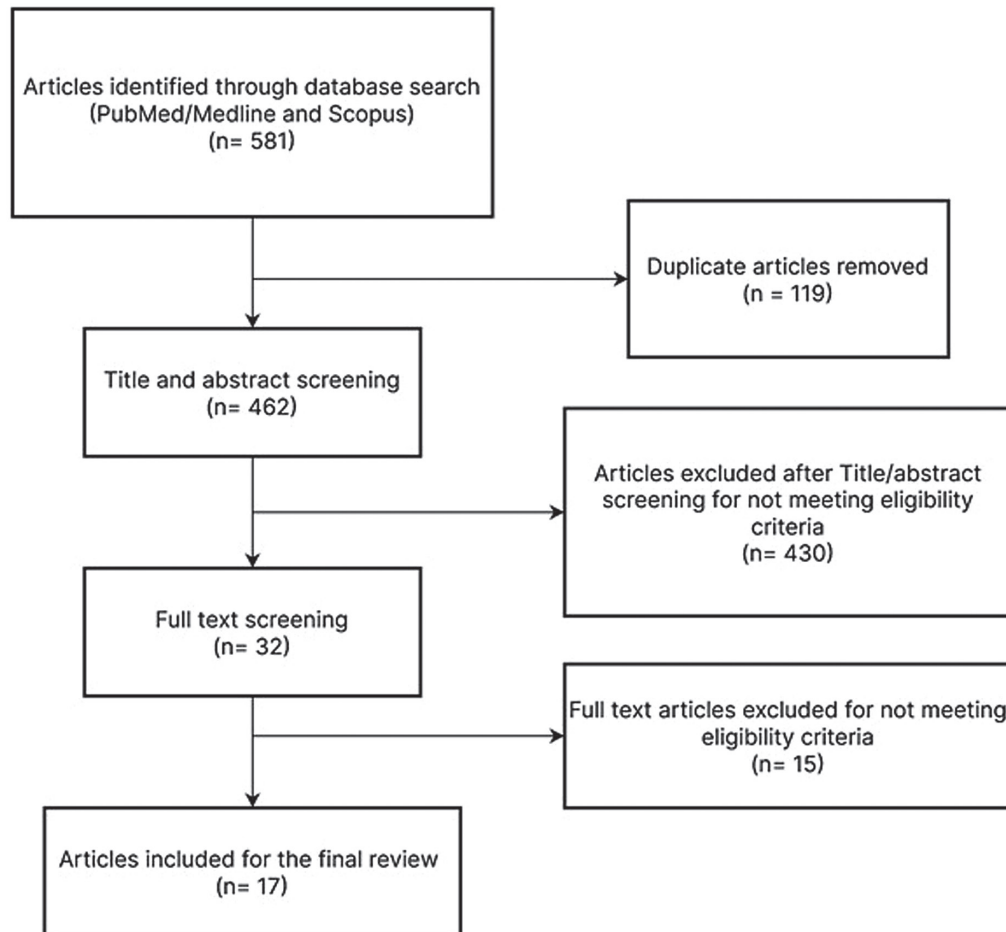 Articles identified through database search
(PubMed/Medline and Scopus)
(n= 581)
Duplicate articles removed
(n = 119)
Title and abstract screening
(n= 462)
Articles excluded after Title/abstract
screening for not meeting eligibility
criteria
(n= 430)
Full text screening
(n= 32)
Full text articles excluded for not meeting
eligibility criteria
(n= 15)
Articles included for the final review
(n= 17)